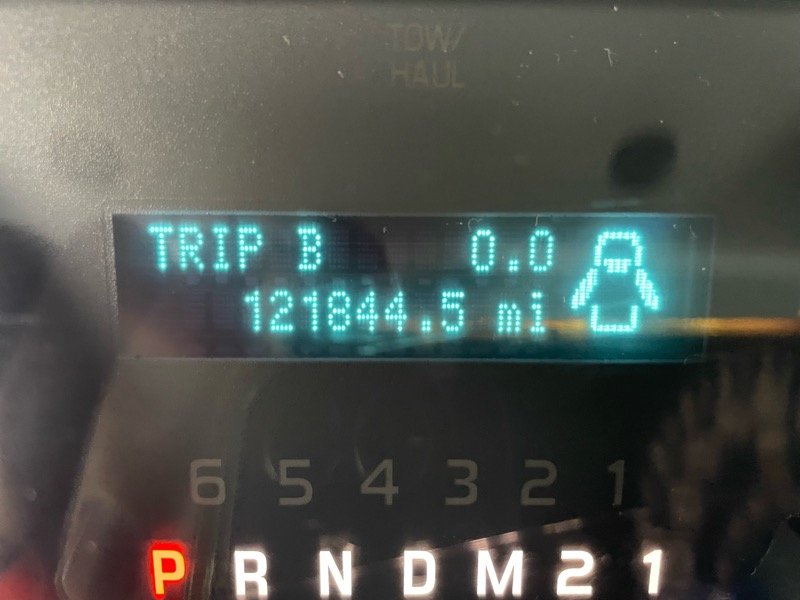 TOW/
HAUL
TRIP B 0.0
121844.5 mi
6 5 4 3 2 1
P R N D M 2 1